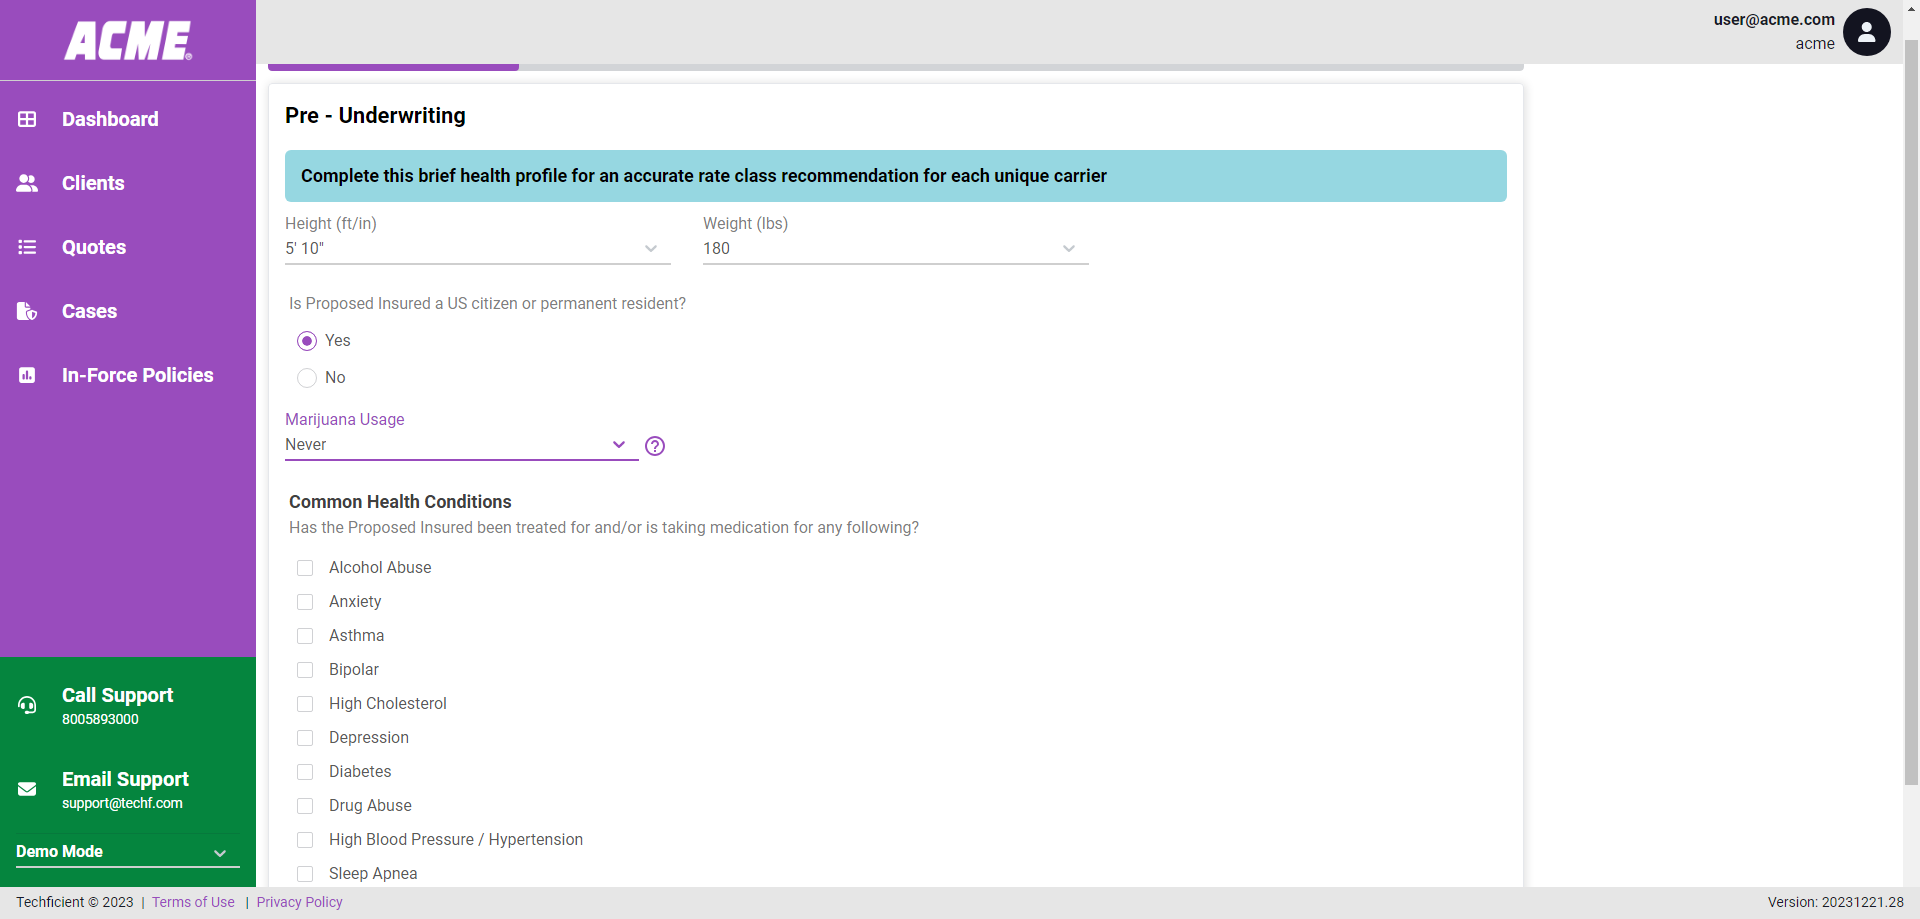 ACME®
user@acme.com
acme
Dashboard
Clients
Quotes
Cases
In-Force Policies
Call Support
8005893000
Email Support
support@techf.com
Demo Mode
Pre - Underwriting
Complete this brief health profile for an accurate rate class recommendation for each unique carrier
Height (ft/in)
5' 10"
Weight (lbs)
180
Is Proposed Insured a US citizen or permanent resident?
Yes
No
Marijuana Usage
Never
Common Health Conditions
Has the Proposed Insured been treated for and/or is taking medication for any following?
Alcohol Abuse
Anxiety
Asthma
Bipolar
High Cholesterol
Depression
Diabetes
Drug Abuse
High Blood Pressure / Hypertension
Sleep Apnea
Techficient © 2023 | Terms of Use | Privacy Policy
Version: 20231221.28